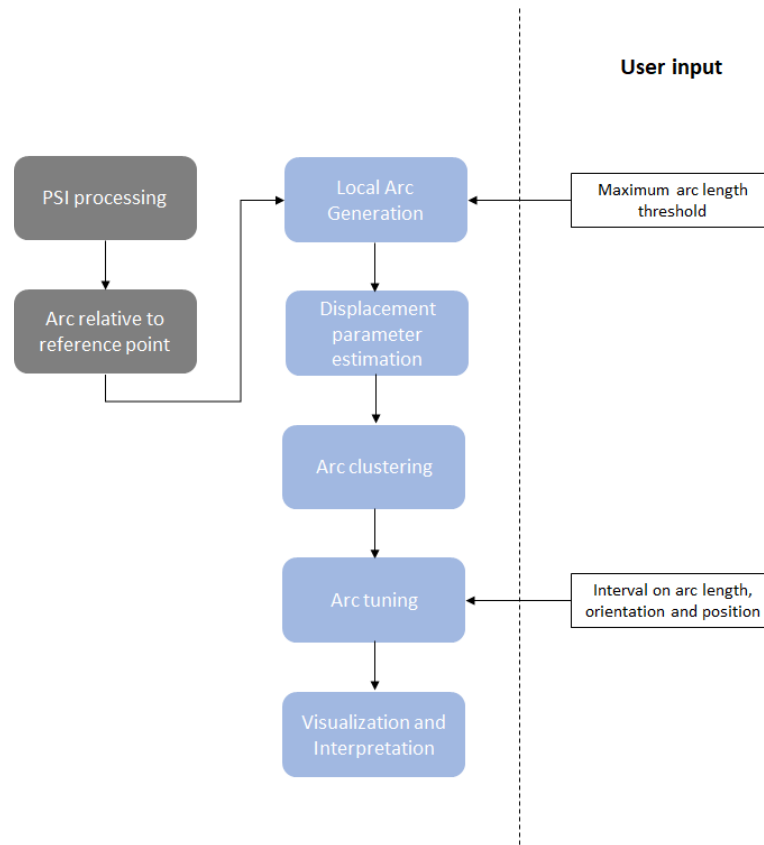 User input
PSI processing
Local Arc
Generation
Maximum arc length
threshold
Arc relative to
reference point
Displacement
parameter
estimation
Arc clustering
Arc tuning
Interval on arc length,
orientation and position
Visualization and
Interpretation